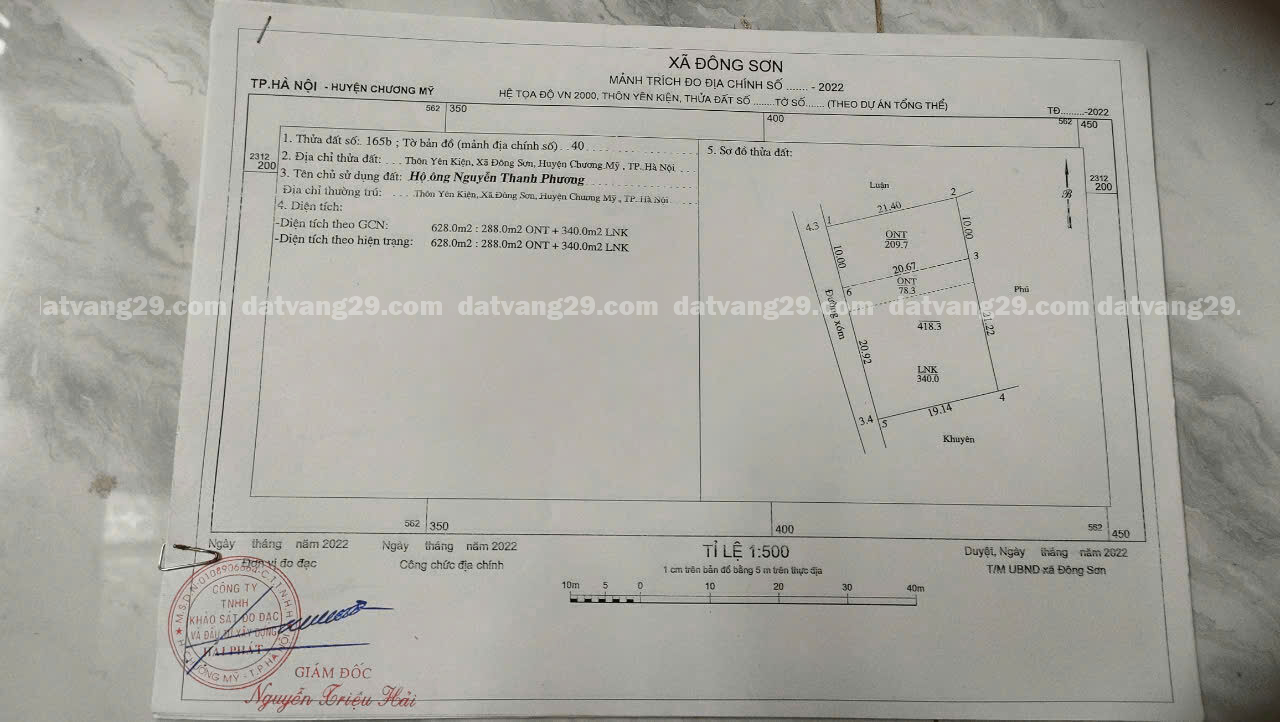 XÃ ĐÔNG SƠN
MẢNH TRÍCH ĐO ĐỊA CHÍNH SỐ ....... - 2022
TP.HÀ NỘI - HUYỆN CHƯƠNG MỸ
HỆ TỌA ĐỘ VN 2000, THÔN YÊN KIỆN, THỬA ĐẤT SỐ ........TỜ SỐ...... (THEO DỰ ÁN TỔNG THỂ)
TĐ.........-2022
562 350
400
562 450
1. Thửa đất số: 165b ; Tờ bản đồ (mảnh địa chính số) 40
2. Địa chỉ thửa đất: .... Thôn Yên Kiện, Xã Đông Sơn, Huyện Chương Mỹ, TP. Hà Nội
3. Tên chủ sử dụng đất: Hộ ông Nguyễn Thanh Phương
Địa chỉ thường trú: .... Thôn Yên Kiện, Xã Đông Sơn, Huyện Chương Mỹ, TP. Hà Nội
4. Diện tích:
-Diện tích theo GCN: 628.0m2 : 288.0m2 ONT + 340.0m2 LNK
-Diện tích theo hiện trạng: 628.0m2 : 288.0m2 ONT + 340.0m2 LNK
2312
200
5. Sơ đồ thửa đất:
2312
200
B
Luận
2
21.40
1
4.3
ONT
209.7
10.00
10.00
3
20.67
6
ONT
78.3
Phú
Đường xóm
418.3
21.22
20.92
LNK
340.0
4
19.14
3.4
5
Khuyên
atvang29.com datvang29.com datvang29.com datvang29.com datvang29.com datvang29.
562 350
400
562 450
Ngày tháng năm 2022
Đơn vị đo đạc
Ngày tháng năm 2022
Công chức địa chính
TỈ LỆ 1:500
1 cm trên bản đồ bằng 5 m trên thực địa
10m 5 0 10 20 30 40m
Duyệt, Ngày tháng năm 2022
T/M UBND xã Đông Sơn
CÔNG TY
TNHH
KHẢO SÁT ĐO ĐẠC
VÀ ĐẦU TƯ XÂY DỰNG
HẢI PHÁT
GIÁM ĐỐC
Nguyễn Triệu Hải